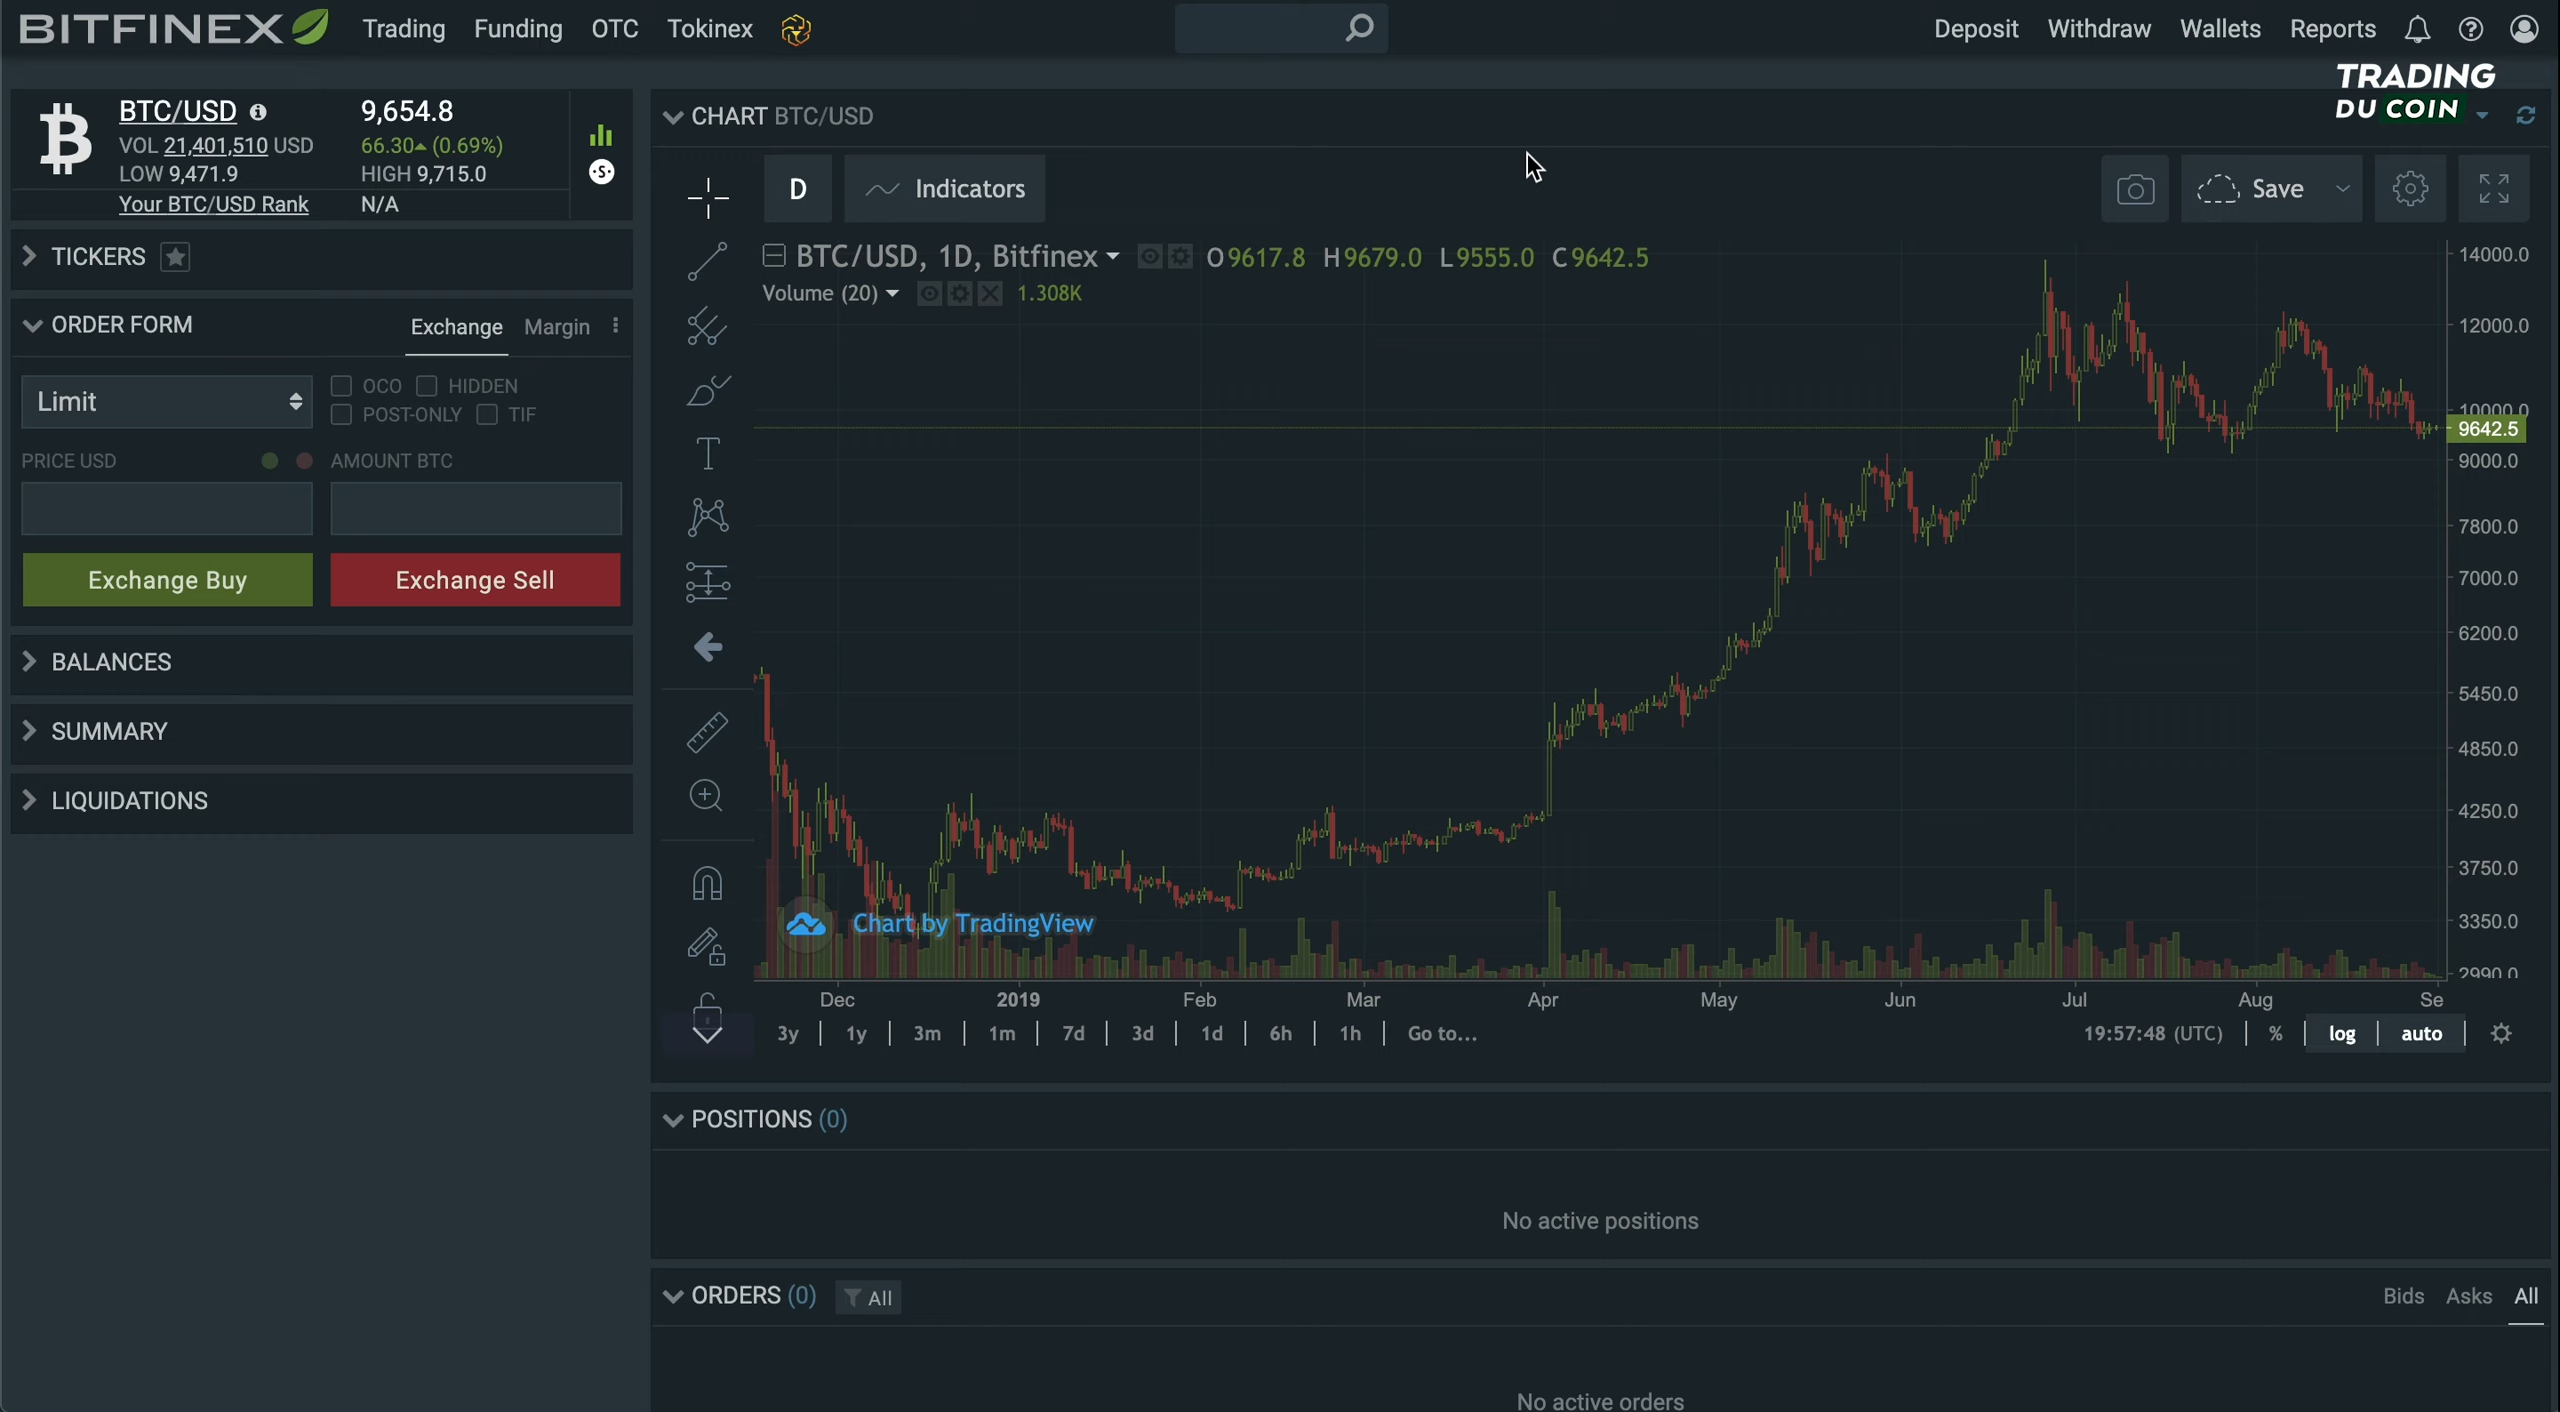 BITFINEX Trading Funding OTC Tokinex Deposit Withdraw Wallets Reports
TRADING
DU COIN
BTC/USD 9,654.8
VOL 21,401,510 USD 66.30 (0.69%)
LOW 9,471.9 HIGH 9,715.0
Your BTC/USD Rank N/A
TICKERS
ORDER FORM Exchange Margin
Limit OCO HIDDEN
POST-ONLY TIF
PRICE USD AMOUNT BTC
Exchange Buy Exchange Sell
BALANCES
SUMMARY
LIQUIDATIONS
CHART BTC/USD
D Indicators Save
BTC/USD, 1D, Bitfinex O9617.8 H9679.0 L9555.0 C9642.5
Volume (20) 1.308K
14000.0
12000.0
10000.0
9642.5
9000.0
7800.0
7000.0
6200.0
5450.0
4850.0
4250.0
3750.0
3350.0
2990.0
Chart by TradingView
Dec 2019 Feb Mar Apr May Jun Jul Aug Se
3y 1y 3m 1m 7d 3d 1d 6h 1h Go to... 19:57:48 (UTC) % log auto
POSITIONS (0)
No active positions
ORDERS (0) All Bids Asks All
No active orders